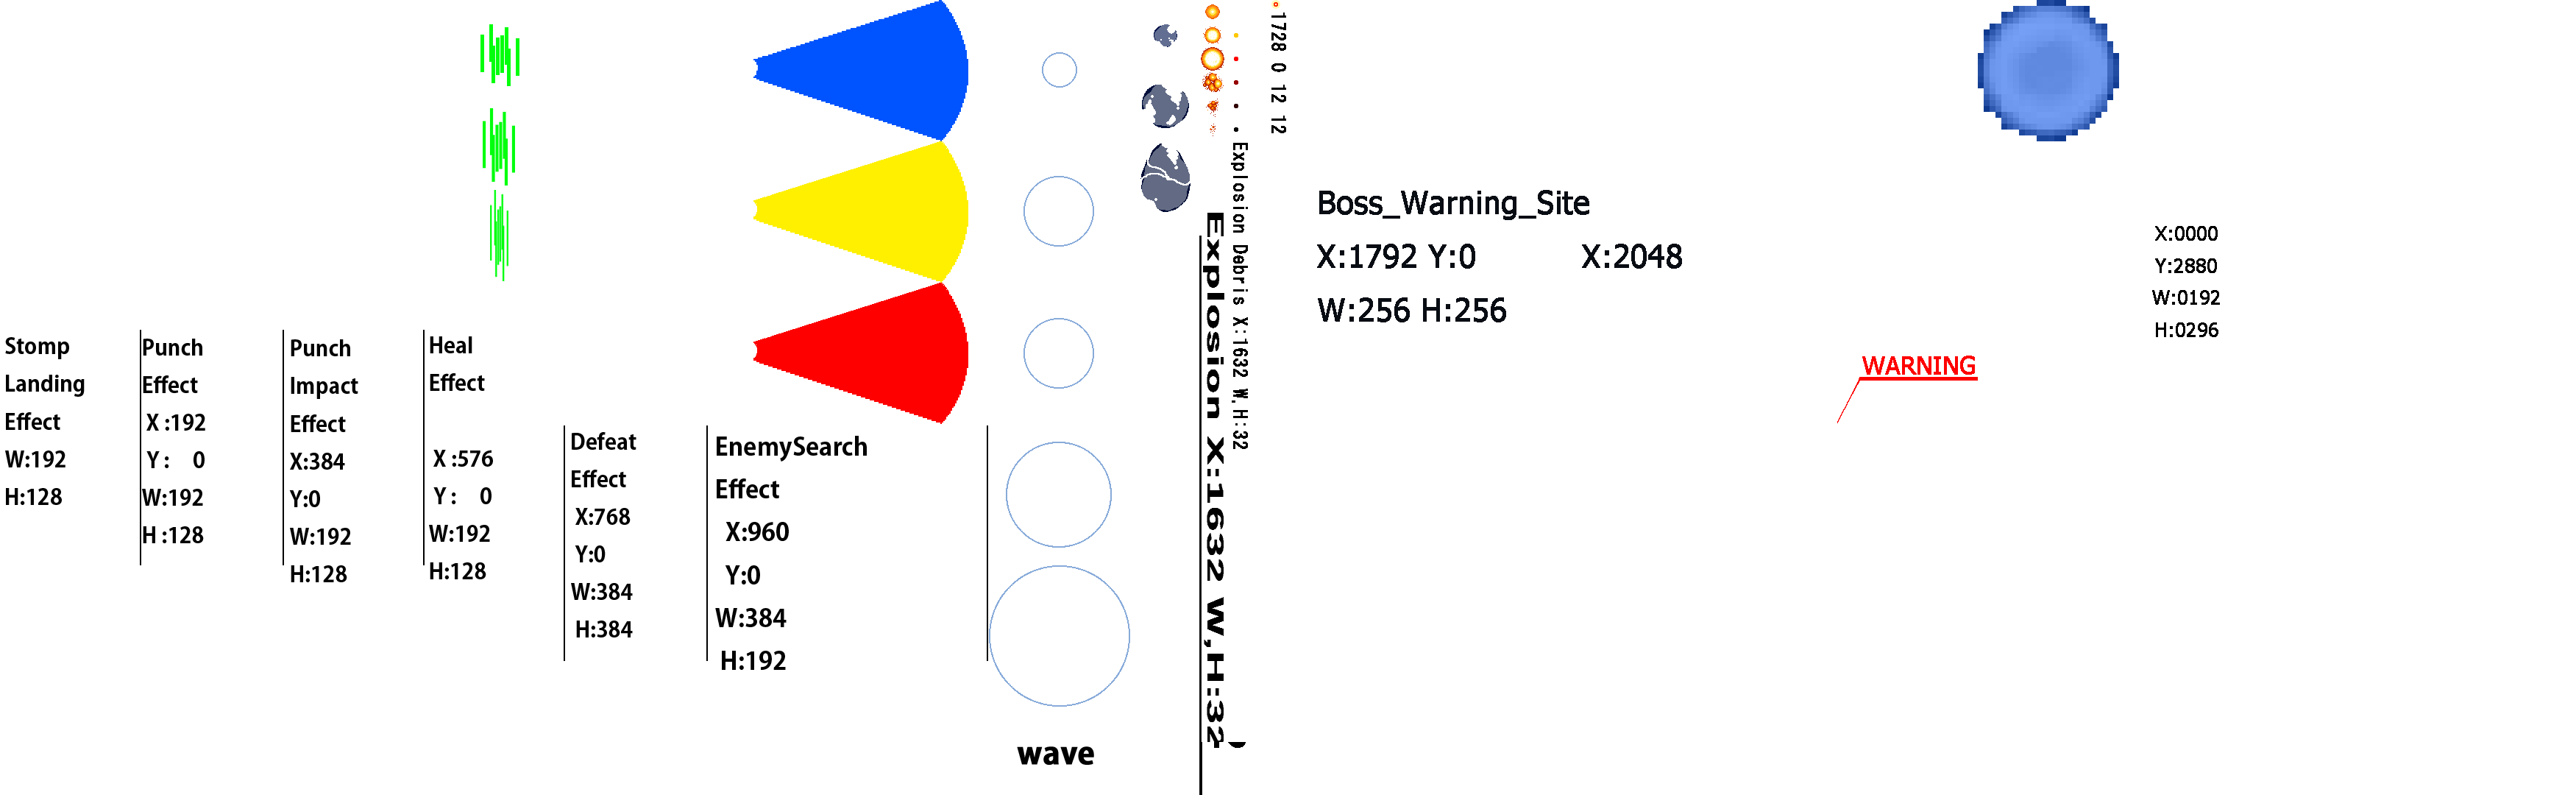 Stomp
Landing
Effect
W:192
H:128
Punch
Effect
X :192
Y : 0
W:192
H :128
Punch
Impact
Effect
X:384
Y:0
W:192
H:128
Heal
Effect
X :576
Y : 0
W:192
H:128
Defeat
Effect
X:768
Y:0
W:384
H:384
EnemySearch
Effect
X:960
Y:0
W:384
H:192
wave
Explosion X:1632 W,H:32
Explosion Debris X:1632 W,H:32
1728 0 12 12
Boss_Warning_Site
X:1792 Y:0 X:2048
W:256 H:256
WARNING
X:0000
Y:2880
W:0192
H:0296